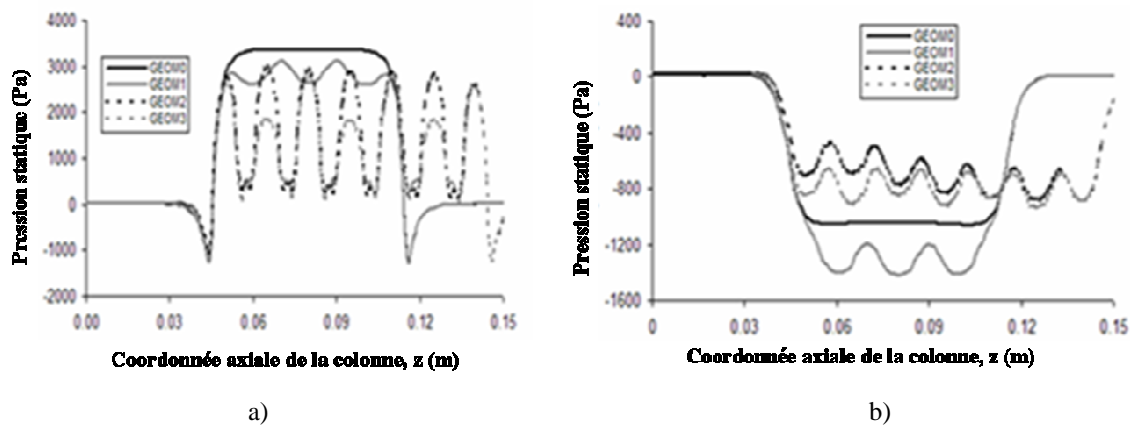 4000
3000
2000
1000
0
-1000
-2000
Pression statique (Pa)
GEOM0
GEOM1
GEOM2
GEOM3
0.00 0.03 0.06 0.09 0.12 0.15
Coordonnée axiale de la colonne, z (m)
a)
400
0
-400
-800
-1200
-1600
Pression statique (Pa)
GEOM0
GEOM1
GEOM2
GEOM3
0 0.03 0.06 0.09 0.12 0.15
Coordonnée axiale de la colonne, z (m)
b)